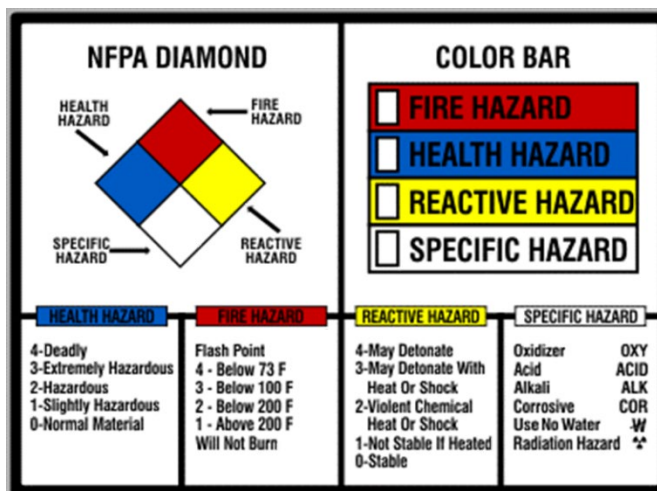 NFPA DIAMOND
HEALTH
HAZARD
FIRE
HAZARD
SPECIFIC
HAZARD
REACTIVE
HAZARD
COLOR BAR
FIRE HAZARD
HEALTH HAZARD
REACTIVE HAZARD
SPECIFIC HAZARD
HEALTH HAZARD
4-Deadly
3-Extremely Hazardous
2-Hazardous
1-Slightly Hazardous
0-Normal Material
FIRE HAZARD
Flash Point
4 - Below 73 F
3 - Below 100 F
2 - Below 200 F
1 - Above 200 F
Will Not Burn
REACTIVE HAZARD
4-May Detonate
3-May Detonate With
Heat Or Shock
2-Violent Chemical
Heat Or Shock
1-Not Stable If Heated
0-Stable
SPECIFIC HAZARD
Oxidizer OXY
Acid ACID
Alkali ALK
Corrosive COR
Use No Water W
Radiation Hazard ☢